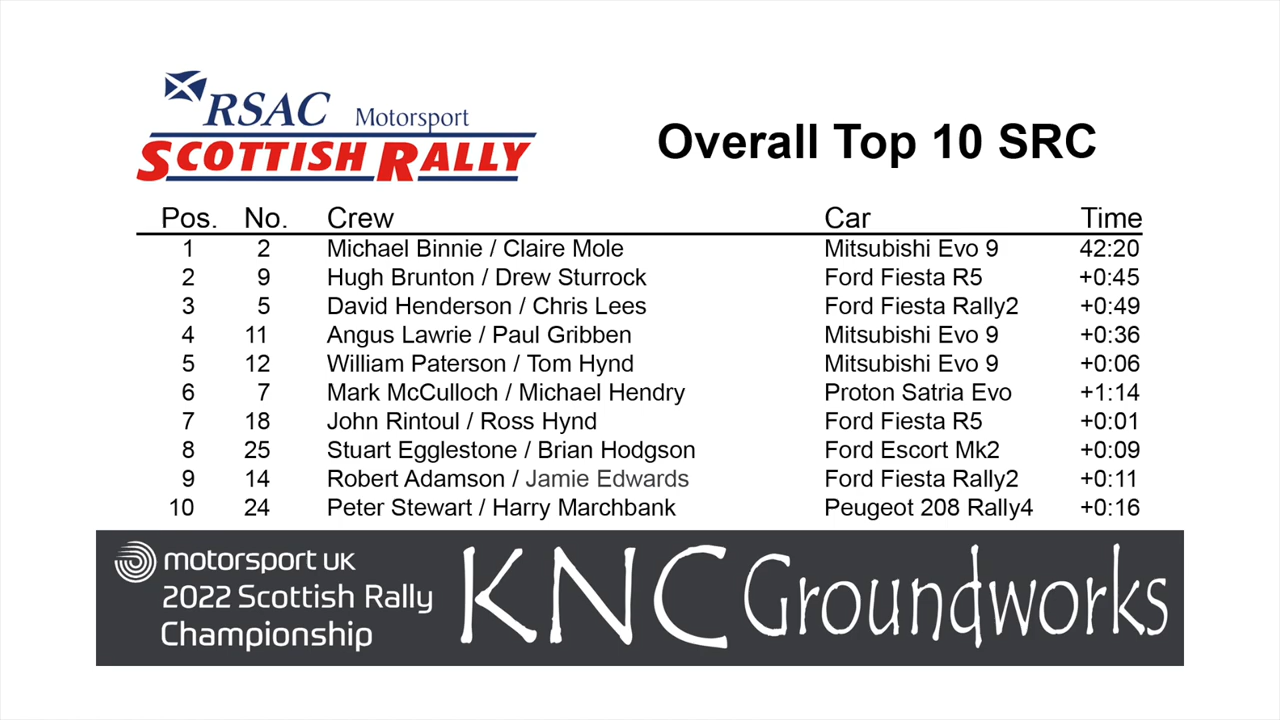 RSAC Motorsport
SCOTTISH RALLY
Overall Top 10 SRC
Pos. No. Crew Car Time
1 2 Michael Binnie / Claire Mole Mitsubishi Evo 9 42:20
2 9 Hugh Brunton / Drew Sturrock Ford Fiesta R5 +0:45
3 5 David Henderson / Chris Lees Ford Fiesta Rally2 +0:49
4 11 Angus Lawrie / Paul Gribben Mitsubishi Evo 9 +0:36
5 12 William Paterson / Tom Hynd Mitsubishi Evo 9 +0:06
6 7 Mark McCulloch / Michael Hendry Proton Satria Evo +1:14
7 18 John Rintoul / Ross Hynd Ford Fiesta R5 +0:01
8 25 Stuart Egglestone / Brian Hodgson Ford Escort Mk2 +0:09
9 14 Robert Adamson / Jamie Edwards Ford Fiesta Rally2 +0:11
10 24 Peter Stewart / Harry Marchbank Peugeot 208 Rally4 +0:16
motorsport UK
2022 Scottish Rally
Championship
KNC Groundworks